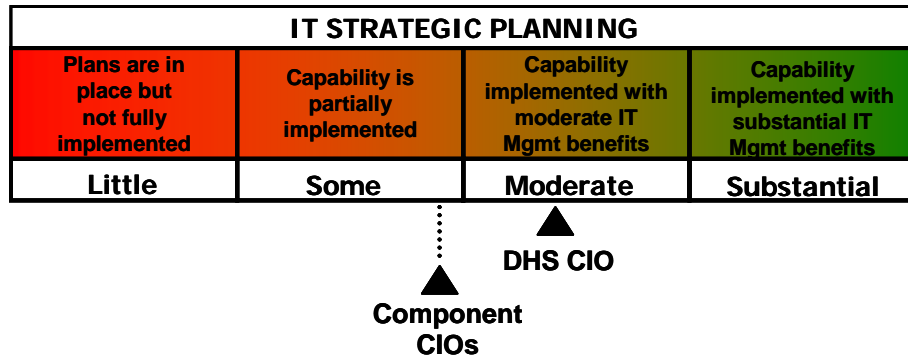 IT STRATEGIC PLANNING
Plans are in
place but
not fully
implemented
Capability is
partially
implemented
Capability
implemented with
moderate IT
Mgmt benefits
Capability
implemented with
substantial IT
Mgmt benefits
Little
Some
Moderate
Substantial
DHS CIO
Component
CIOs